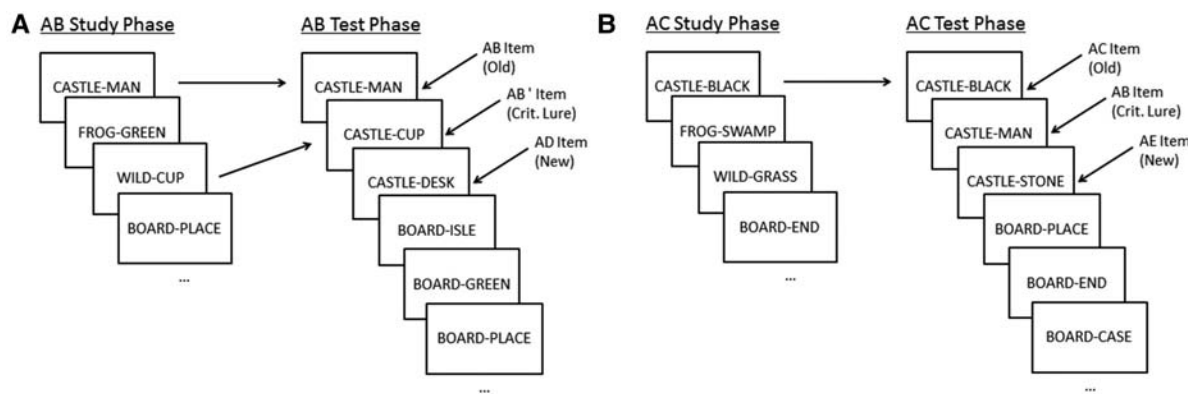 A
AB Study Phase
CASTLE-MAN
FROG-GREEN
WILD-CUP
BOARD-PLACE
...
AB Test Phase
CASTLE-MAN
CASTLE-CUP
CASTLE-DESK
BOARD-ISLE
BOARD-GREEN
BOARD-PLACE
...
AB Item
(Old)
AB ' Item
(Crit. Lure)
AD Item
(New)
B
AC Study Phase
CASTLE-BLACK
FROG-SWAMP
WILD-GRASS
BOARD-END
...
AC Test Phase
CASTLE-BLACK
CASTLE-MAN
CASTLE-STONE
BOARD-PLACE
BOARD-END
BOARD-CASE
...
AC Item
(Old)
AB Item
(Crit. Lure)
AE Item
(New)